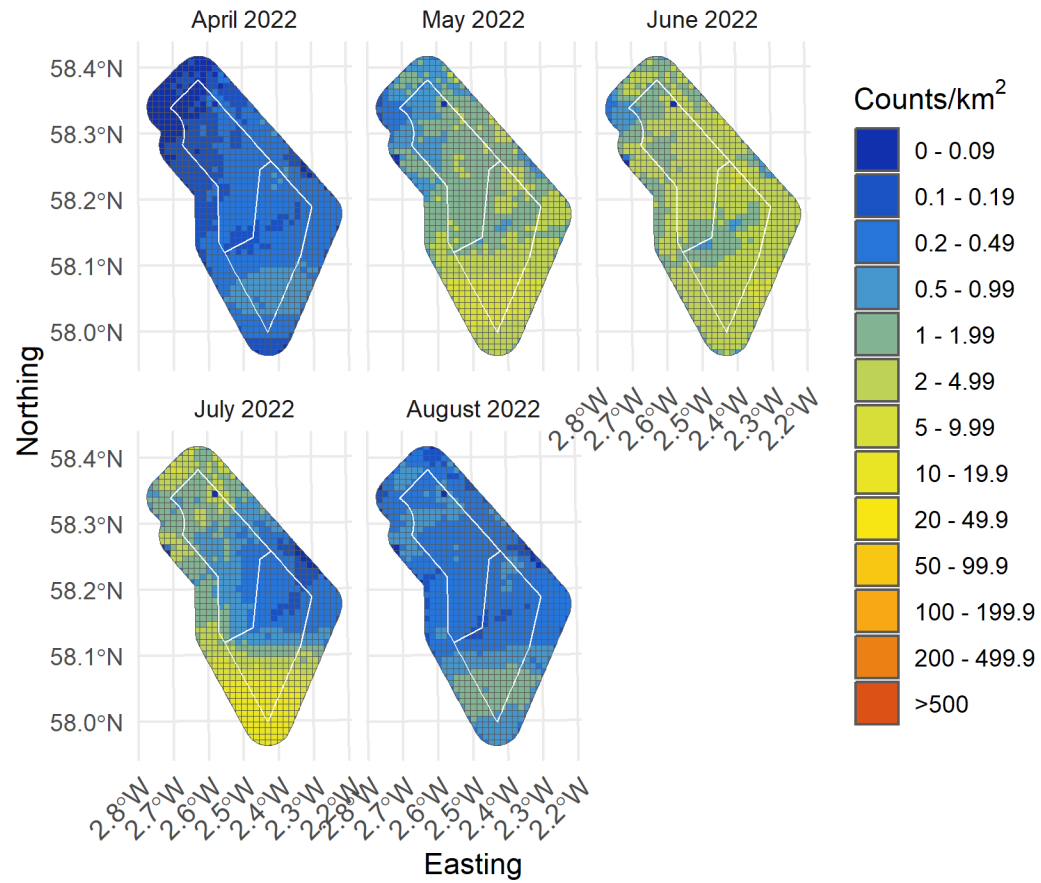 April 2022
May 2022
June 2022
58.4°N
58.3°N
58.2°N
58.1°N
58.0°N
2.8°W
2.7°W
2.6°W
2.5°W
2.4°W
2.3°W
2.2°W
July 2022
August 2022
58.4°N
58.3°N
58.2°N
58.1°N
58.0°N
2.8°W
2.7°W
2.6°W
2.5°W
2.4°W
2.3°W
2.2°W
2.8°W
2.7°W
2.6°W
2.5°W
2.4°W
2.3°W
2.2°W
Northing
Easting
Counts/km²
0 - 0.09
0.1 - 0.19
0.2 - 0.49
0.5 - 0.99
1 - 1.99
2 - 4.99
5 - 9.99
10 - 19.9
20 - 49.9
50 - 99.9
100 - 199.9
200 - 499.9
>500